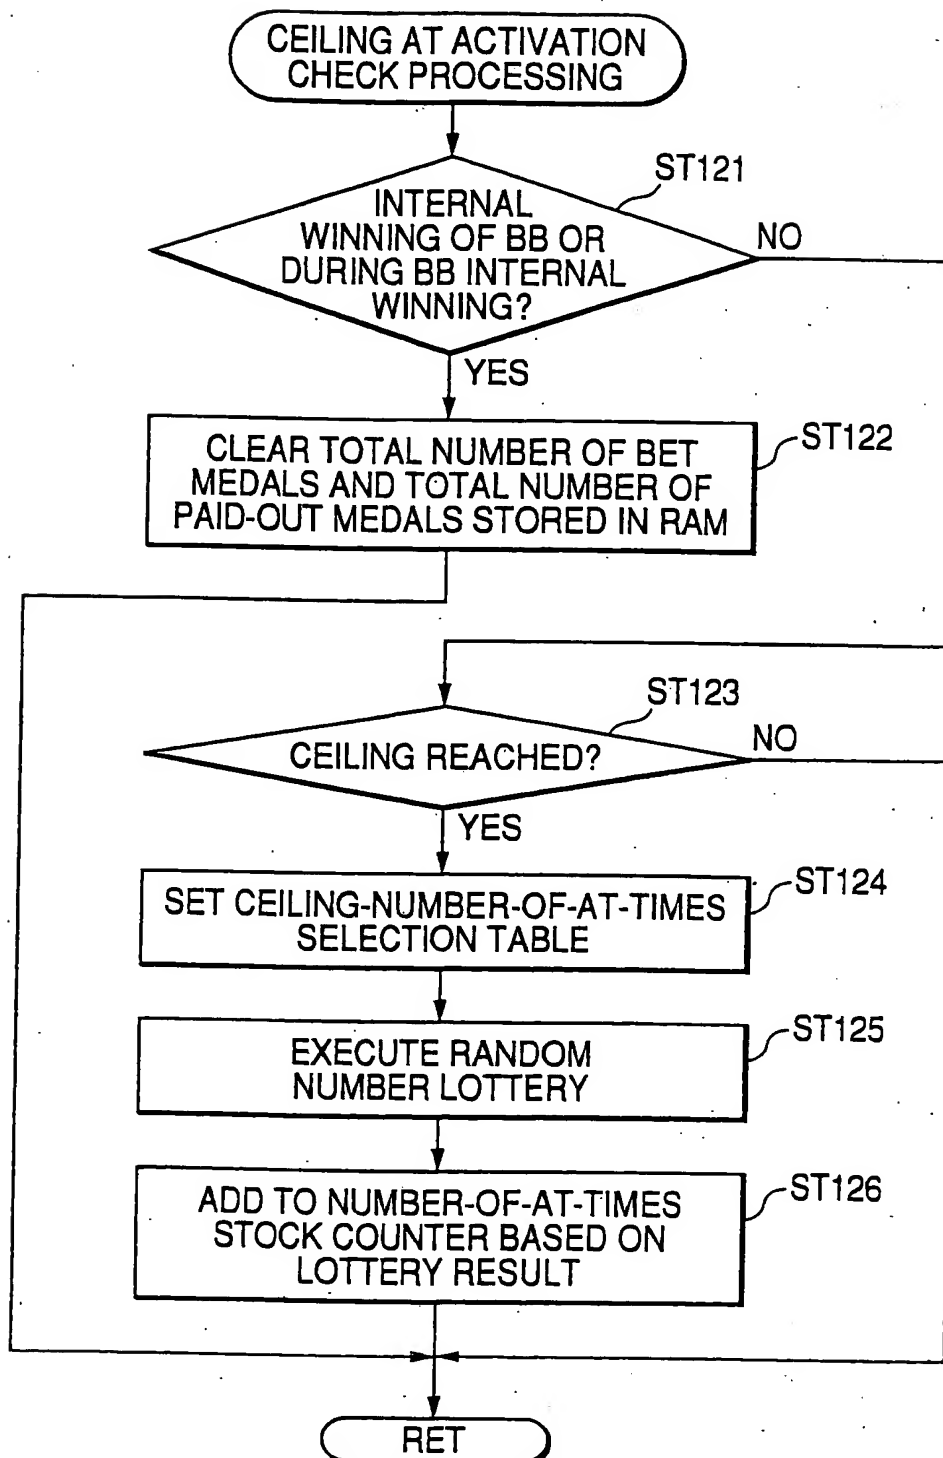 CEILING AT ACTIVATION
CHECK PROCESSING
ST121
INTERNAL
WINNING OF BB OR
DURING BB INTERNAL
WINNING?
NO
YES
ST122
CLEAR TOTAL NUMBER OF BET
MEDALS AND TOTAL NUMBER OF
PAID-OUT MEDALS STORED IN RAM
ST123
CEILING REACHED?
NO
YES
ST124
SET CEILING-NUMBER-OF-AT-TIMES
SELECTION TABLE
ST125
EXECUTE RANDOM
NUMBER LOTTERY
ST126
ADD TO NUMBER-OF-AT-TIMES
STOCK COUNTER BASED ON
LOTTERY RESULT
RET